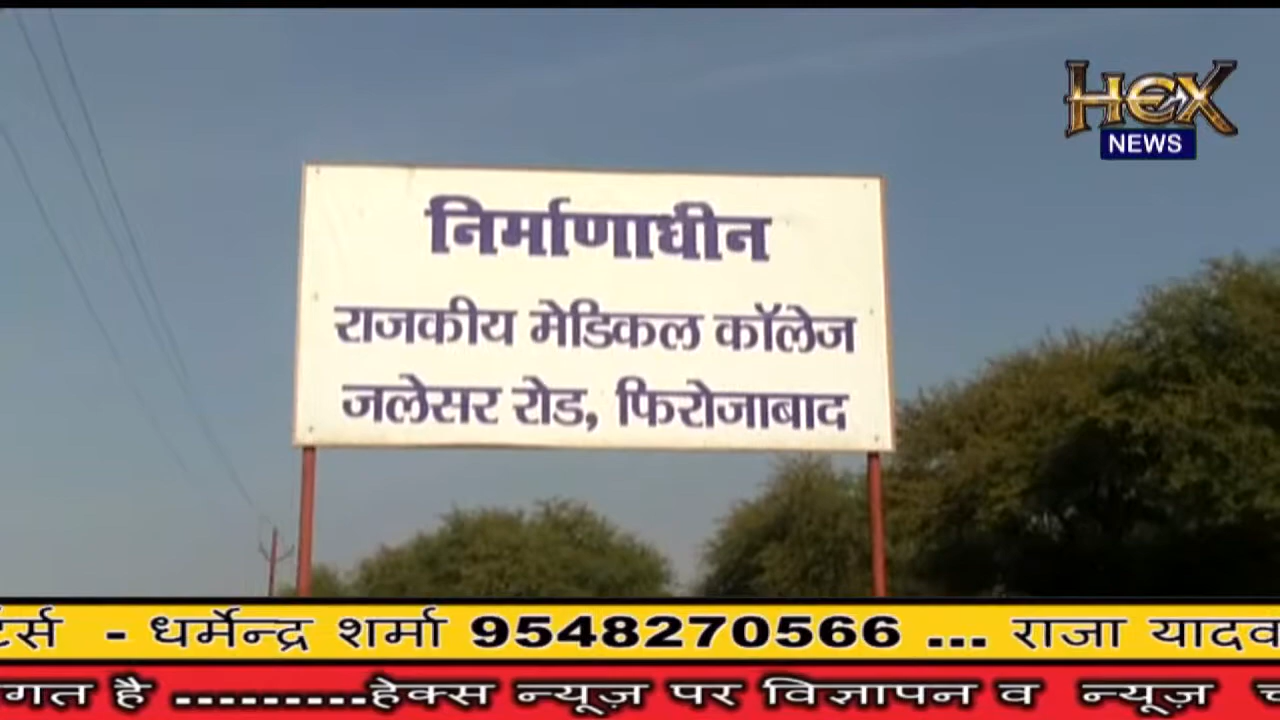 HEX
NEWS
निर्माणाधीन
राजकीय मेडिकल कॉलेज
जलेसर रोड, फिरोजाबाद
- धर्मेन्द्र शर्मा 9548270566 ... राजा यादव
है .........हेक्स न्यूज़ पर विज्ञापन व न्यूज़